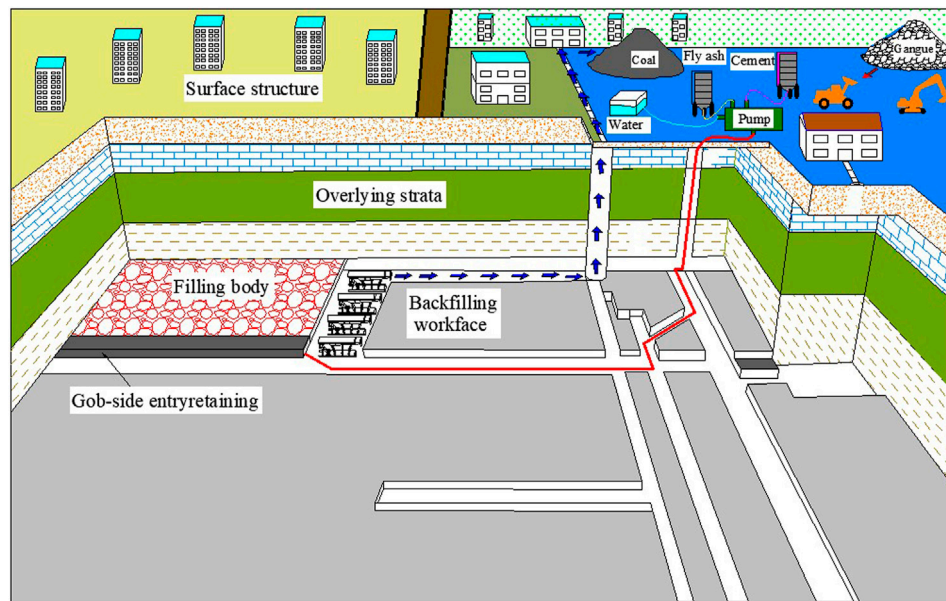 Surface structure
Coal
Fly ash
Cement
Gangue
Water
Pump
Overlying strata
Filling body
Backfilling
workface
Gob-side entryretaining